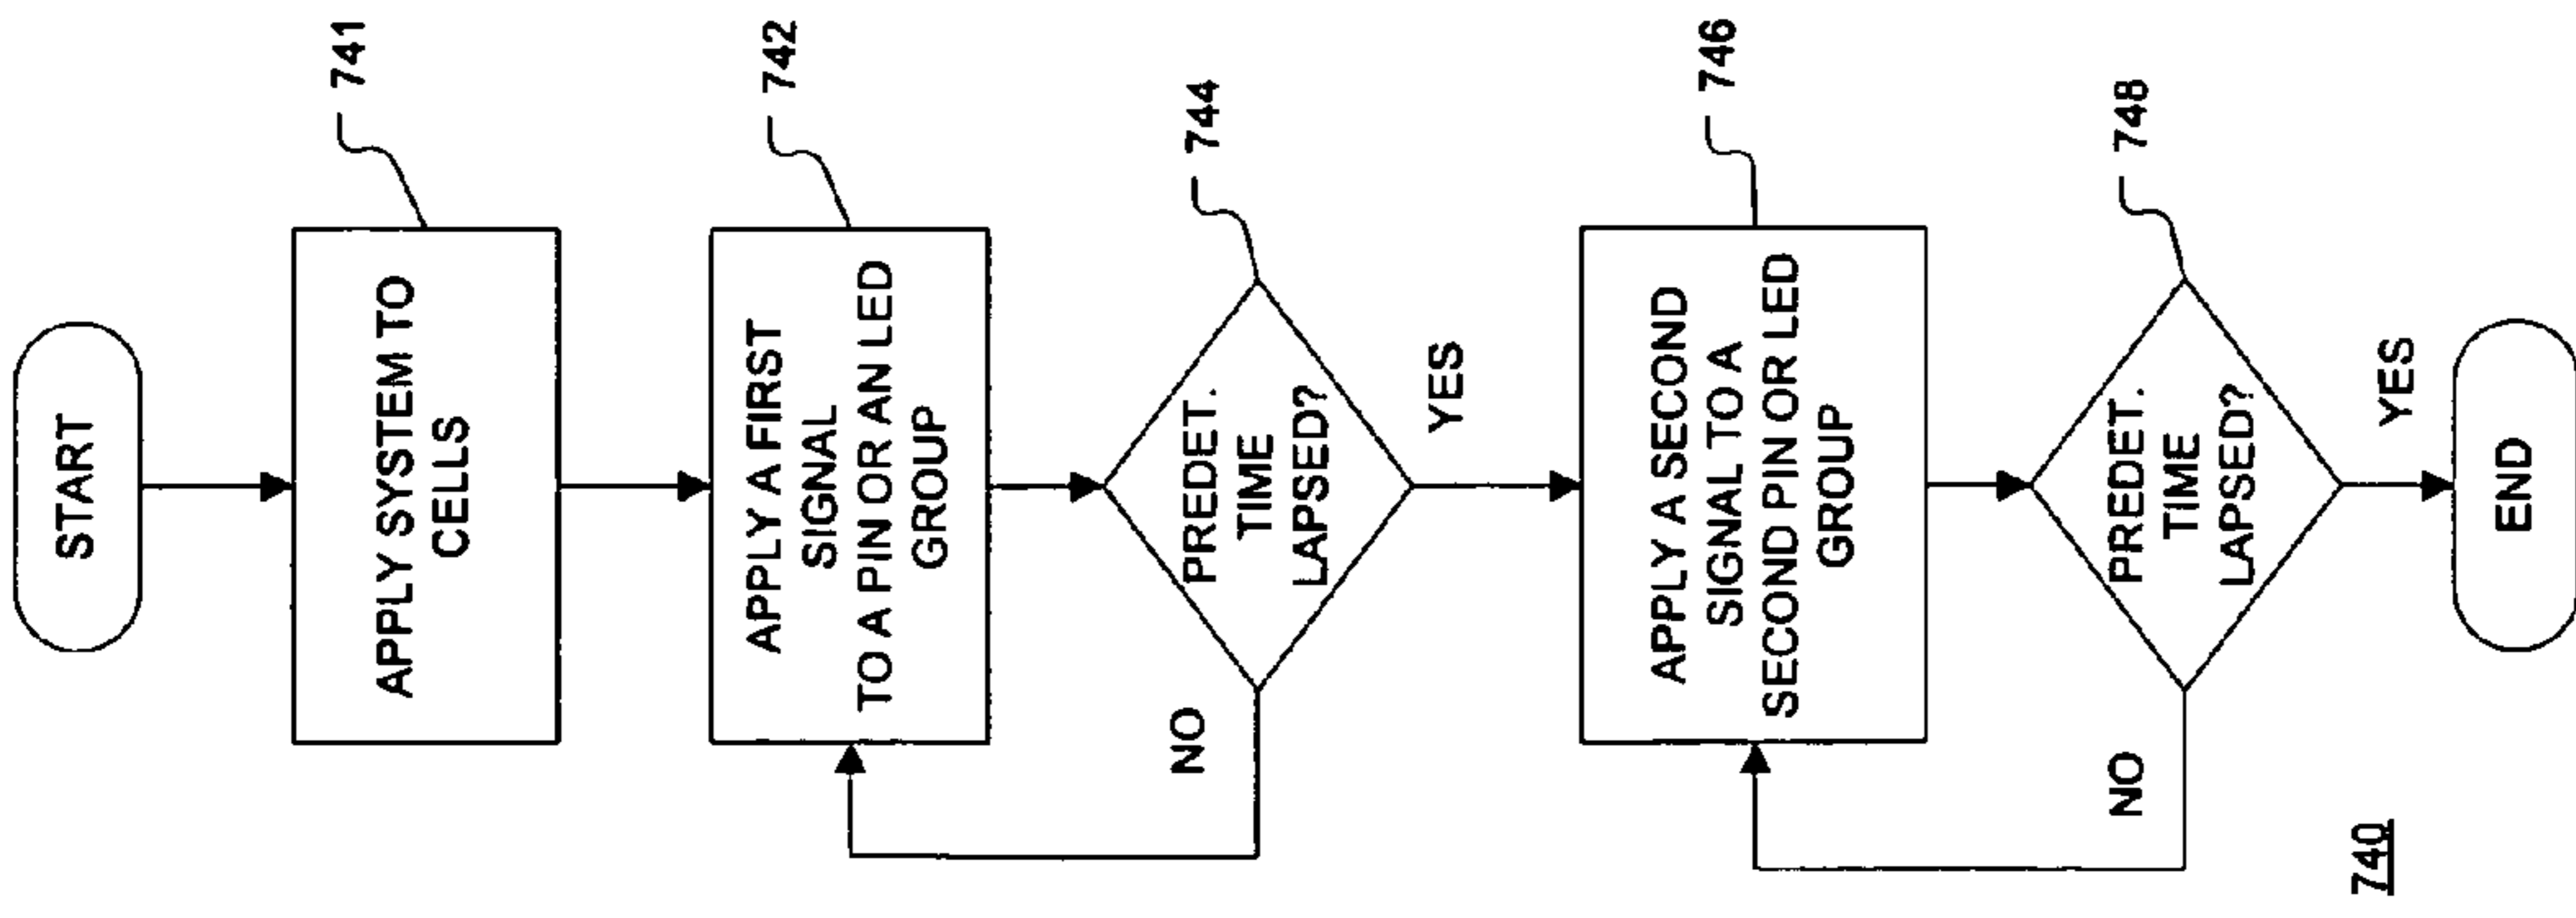 START
741
APPLY SYSTEM TO
CELLS
742
APPLY A FIRST
SIGNAL
TO A PIN OR AN LED
GROUP
744
PREDET.
TIME
LAPSED?
NO
YES
746
APPLY A SECOND
SIGNAL TO A
SECOND PIN OR LED
GROUP
748
PREDET.
TIME
LAPSED?
NO
YES
END
740